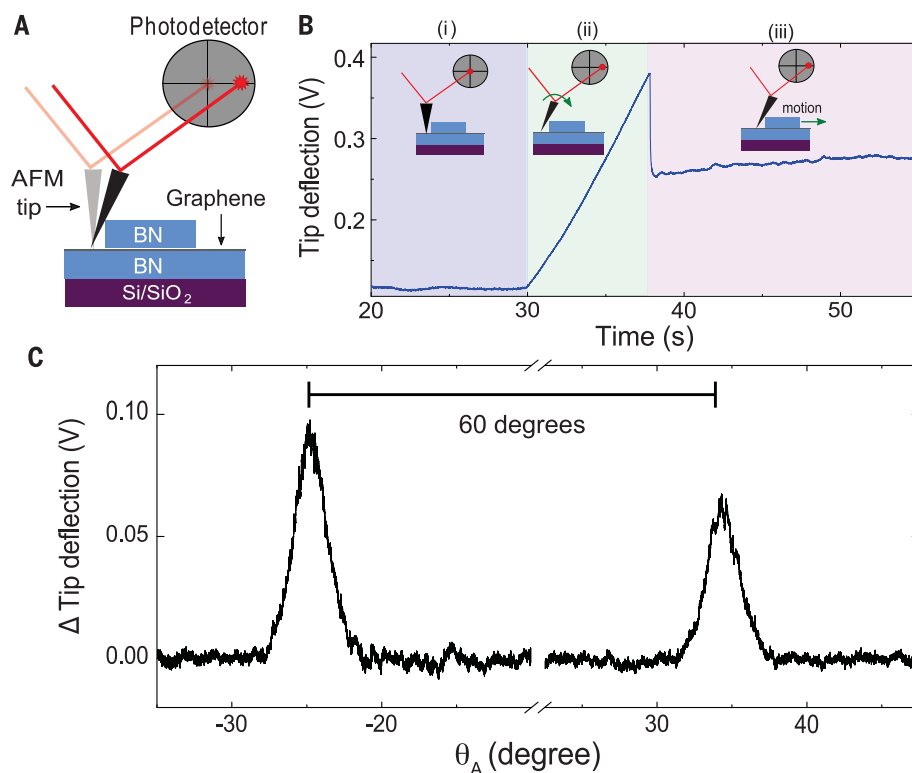 A
Photodetector
AFM
tip
Graphene
BN
BN
Si/SiO₂
B
(i)
(ii)
(iii)
Tip deflection (V)
0.4
0.3
0.2
motion
20
30
40
50
Time (s)
C
Δ Tip deflection (V)
0.10
0.05
0.00
60 degrees
-30
-20
30
40
θ_A (degree)